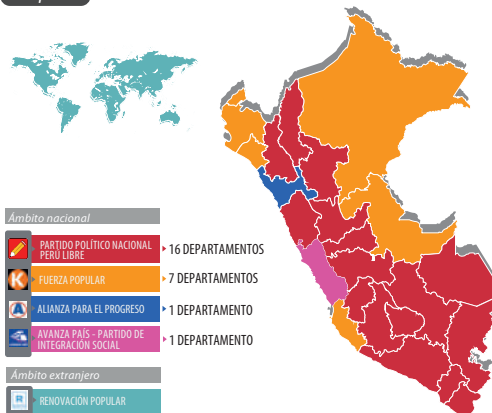 Ámbito nacional
PARTIDO POLÍTICO NACIONAL
PERÚ LIBRE
16 DEPARTAMENTOS
K
FUERZA POPULAR
7 DEPARTAMENTOS
A
ALIANZA PARA EL PROGRESO
1 DEPARTAMENTO
AVANZA PAÍS - PARTIDO DE
INTEGRACIÓN SOCIAL
1 DEPARTAMENTO
Ámbito extranjero
R
RENOVACIÓN POPULAR